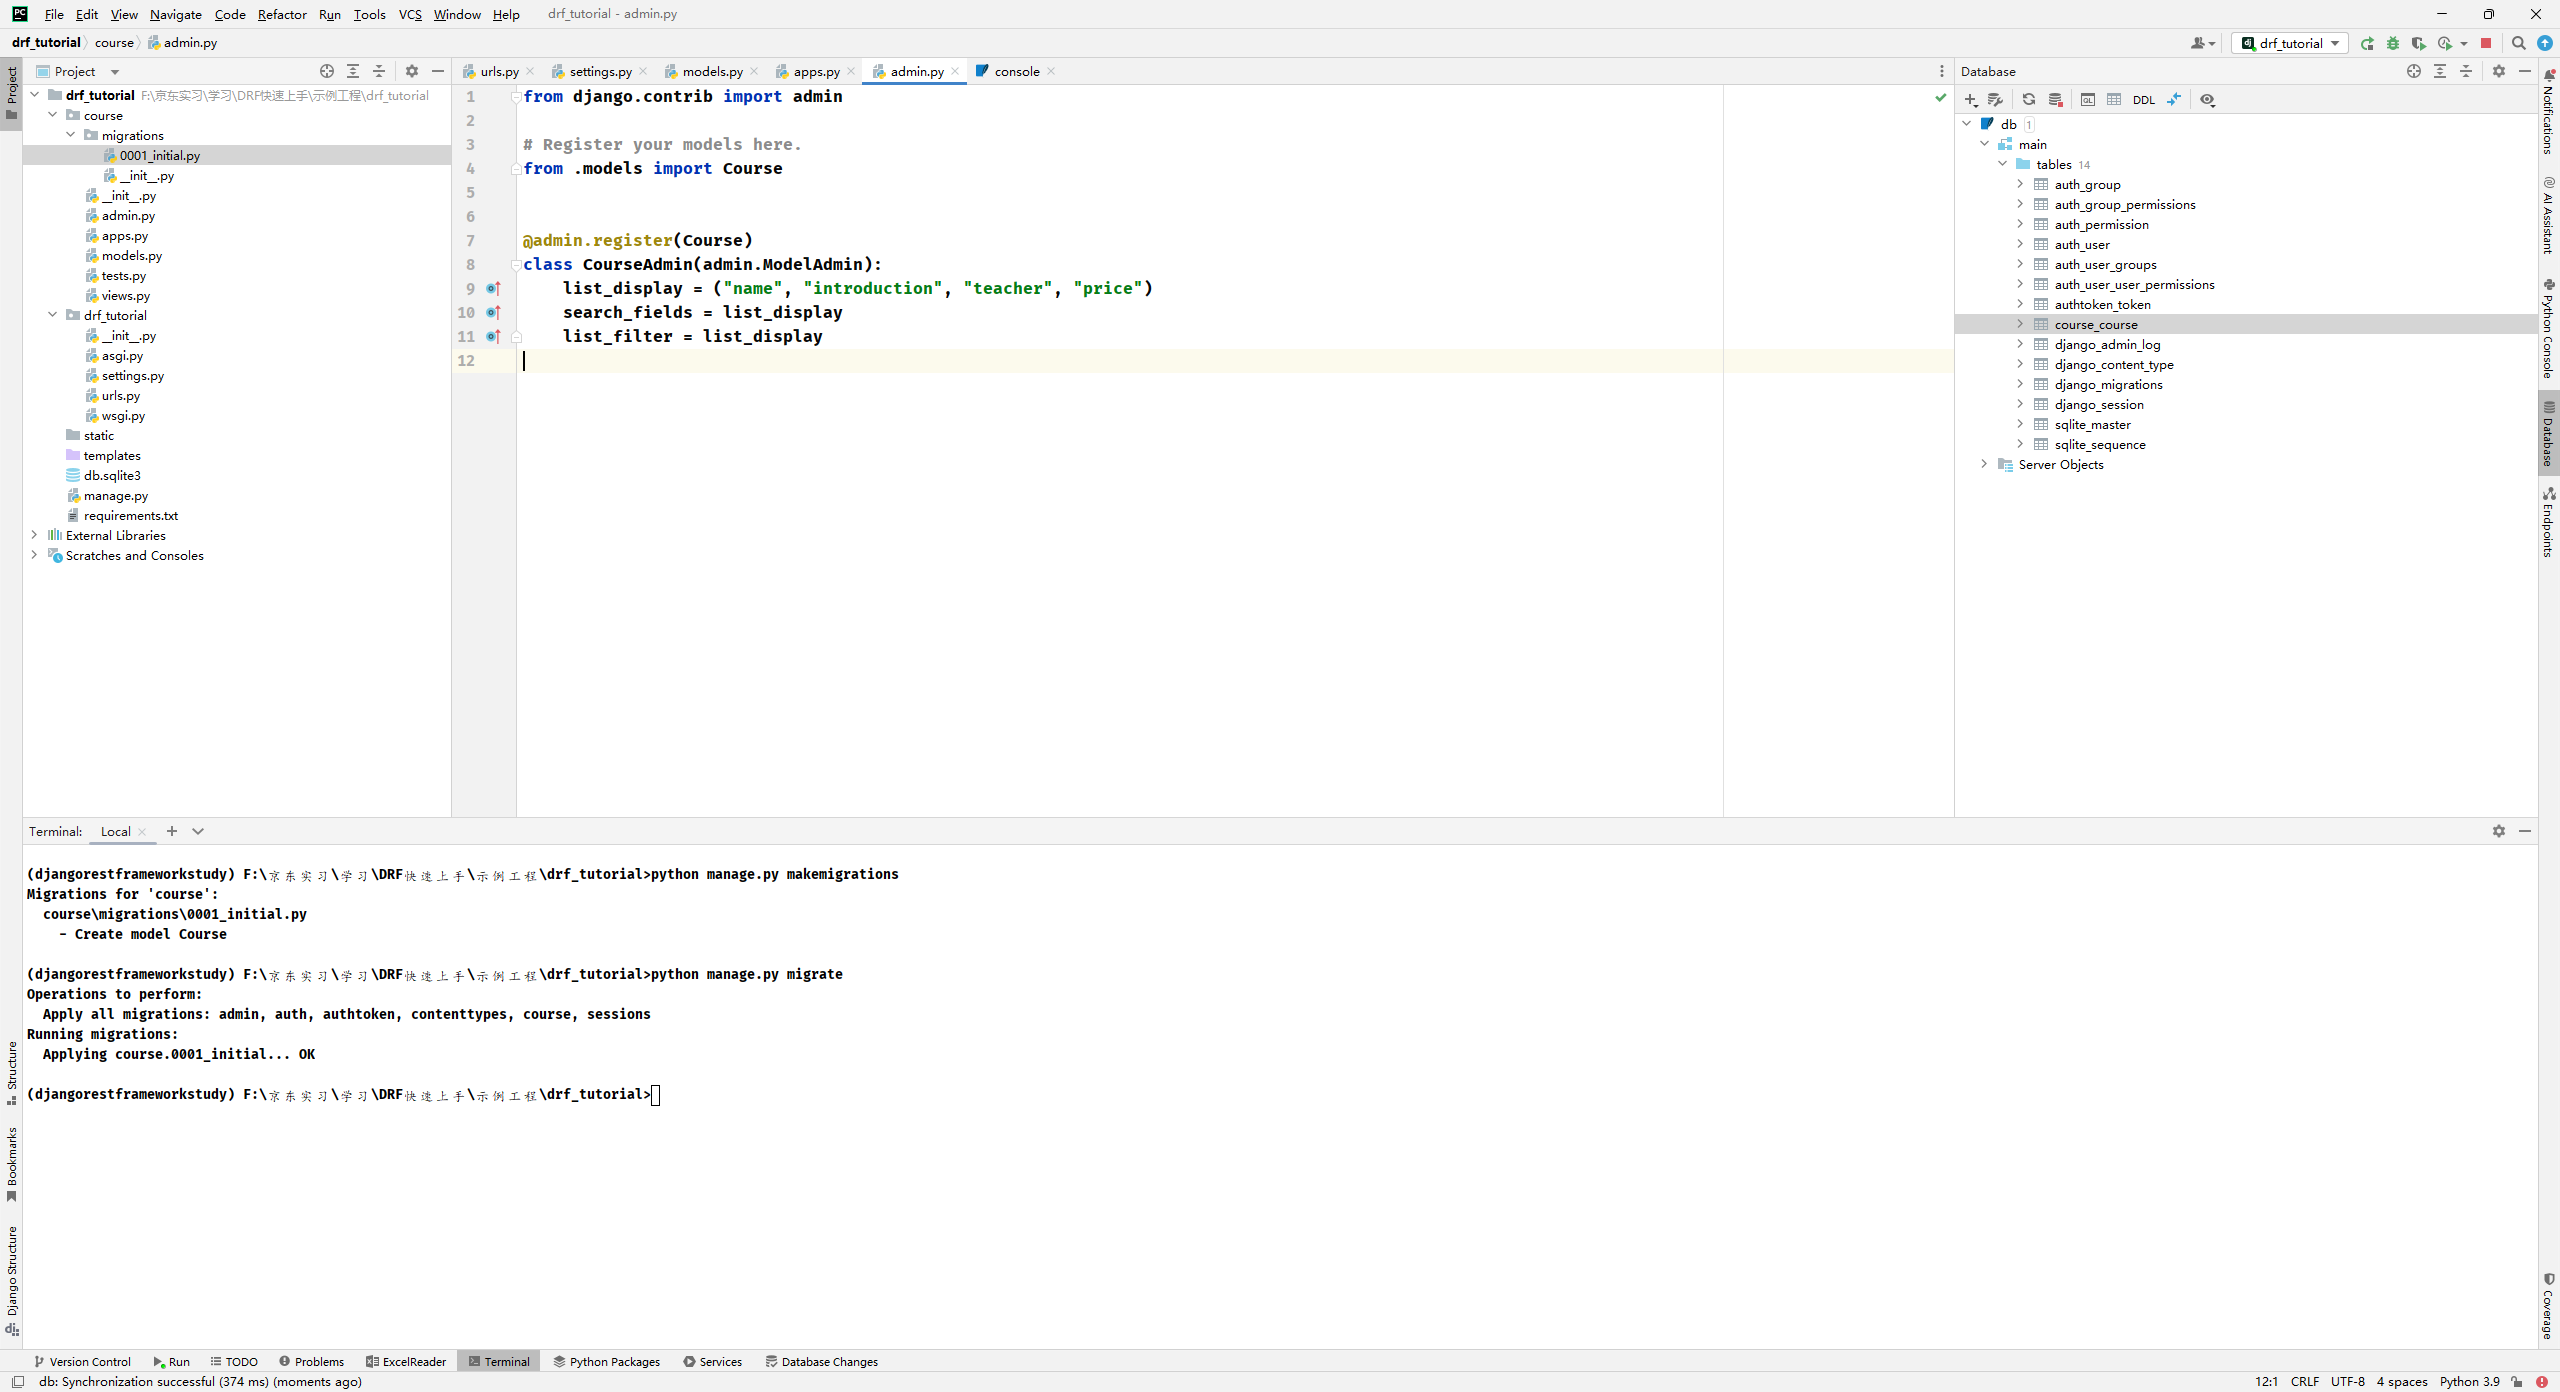 File Edit View Navigate Code Refactor Run Tools VCS Window Help drf_tutorial - admin.py
drf_tutorial course admin.py drf_tutorial
Project
drf_tutorial F:\京东实习\学习\DRF快速上手\示例工程\drf_tutorial
course
migrations
0001_initial.py
__init__.py
__init__.py
admin.py
apps.py
models.py
tests.py
views.py
drf_tutorial
__init__.py
asgi.py
settings.py
urls.py
wsgi.py
static
templates
db.sqlite3
manage.py
requirements.txt
External Libraries
Scratches and Consoles
urls.py settings.py models.py apps.py admin.py console
1 from django.contrib import admin
2
3 # Register your models here.
4 from .models import Course
5
6
7 @admin.register(Course)
8 class CourseAdmin(admin.ModelAdmin):
9 list_display = ("name", "introduction", "teacher", "price")
10 search_fields = list_display
11 list_filter = list_display
12
Database
DDL
db 1
main
tables 14
auth_group
auth_group_permissions
auth_permission
auth_user
auth_user_groups
auth_user_user_permissions
authtoken_token
course_course
django_admin_log
django_content_type
django_migrations
django_session
sqlite_master
sqlite_sequence
Server Objects
Project
Structure
Bookmarks
Django Structure
Notifications
AI Assistant
Python Console
Database
Endpoints
Coverage
Terminal: Local
(djangorestframeworkstudy) F:\京东实习\学习\DRF快速上手\示例工程\drf_tutorial>python manage.py makemigrations
Migrations for 'course':
course\migrations\0001_initial.py
- Create model Course
(djangorestframeworkstudy) F:\京东实习\学习\DRF快速上手\示例工程\drf_tutorial>python manage.py migrate
Operations to perform:
Apply all migrations: admin, auth, authtoken, contenttypes, course, sessions
Running migrations:
Applying course.0001_initial... OK
(djangorestframeworkstudy) F:\京东实习\学习\DRF快速上手\示例工程\drf_tutorial>
Version Control Run TODO Problems ExcelReader Terminal Python Packages Services Database Changes
db: Synchronization successful (374 ms) (moments ago) 12:1 CRLF UTF-8 4 spaces Python 3.9